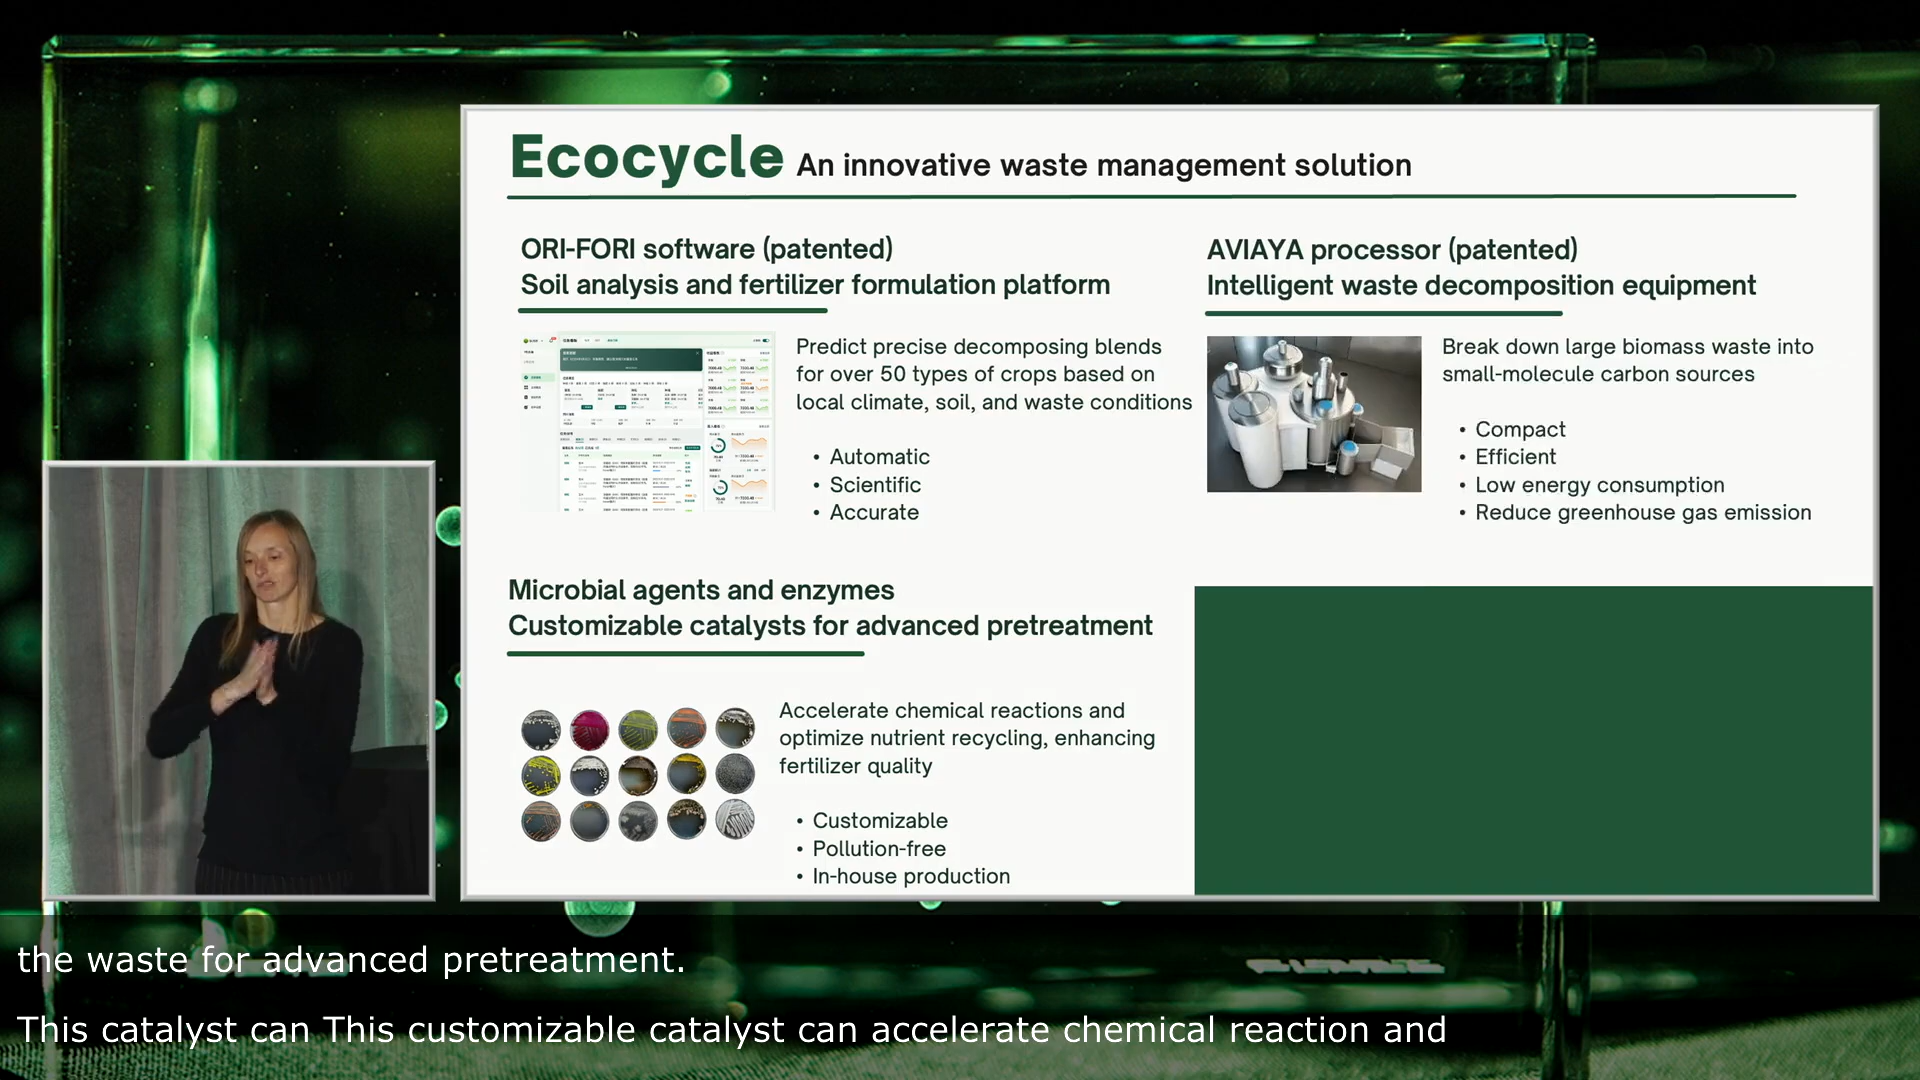 Ecocycle An innovative waste management solution
ORI-FORI software (patented)
Soil analysis and fertilizer formulation platform
Predict precise decomposing blends
for over 50 types of crops based on
local climate, soil, and waste conditions
• Automatic
• Scientific
• Accurate
AVIAYA processor (patented)
Intelligent waste decomposition equipment
Break down large biomass waste into
small-molecule carbon sources
• Compact
• Efficient
• Low energy consumption
• Reduce greenhouse gas emission
Microbial agents and enzymes
Customizable catalysts for advanced pretreatment
Accelerate chemical reactions and
optimize nutrient recycling, enhancing
fertilizer quality
• Customizable
• Pollution-free
• In-house production
the waste for advanced pretreatment.
This catalyst can This customizable catalyst can accelerate chemical reaction and